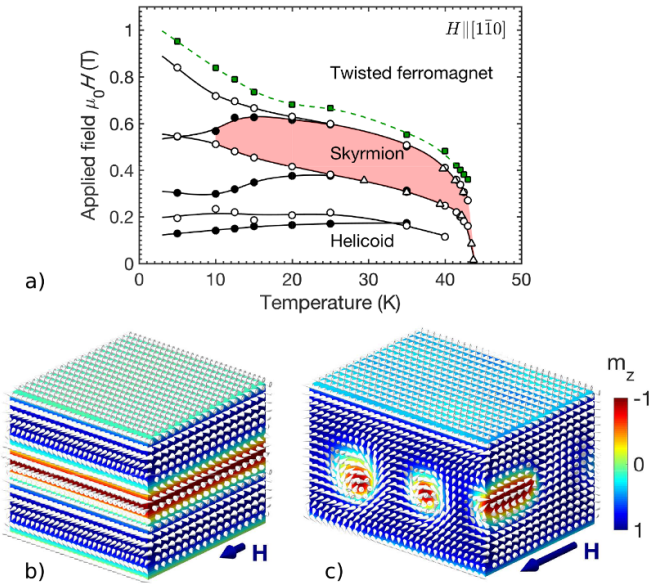 H||[11̄0]
Twisted ferromagnet
Skyrmion
Helicoid
Applied field μ₀H (T)
1
0.8
0.6
0.4
0.2
0
0 10 20 30 40 50
Temperature (K)
a)
b)
H
c)
H
m_z
-1
0
1